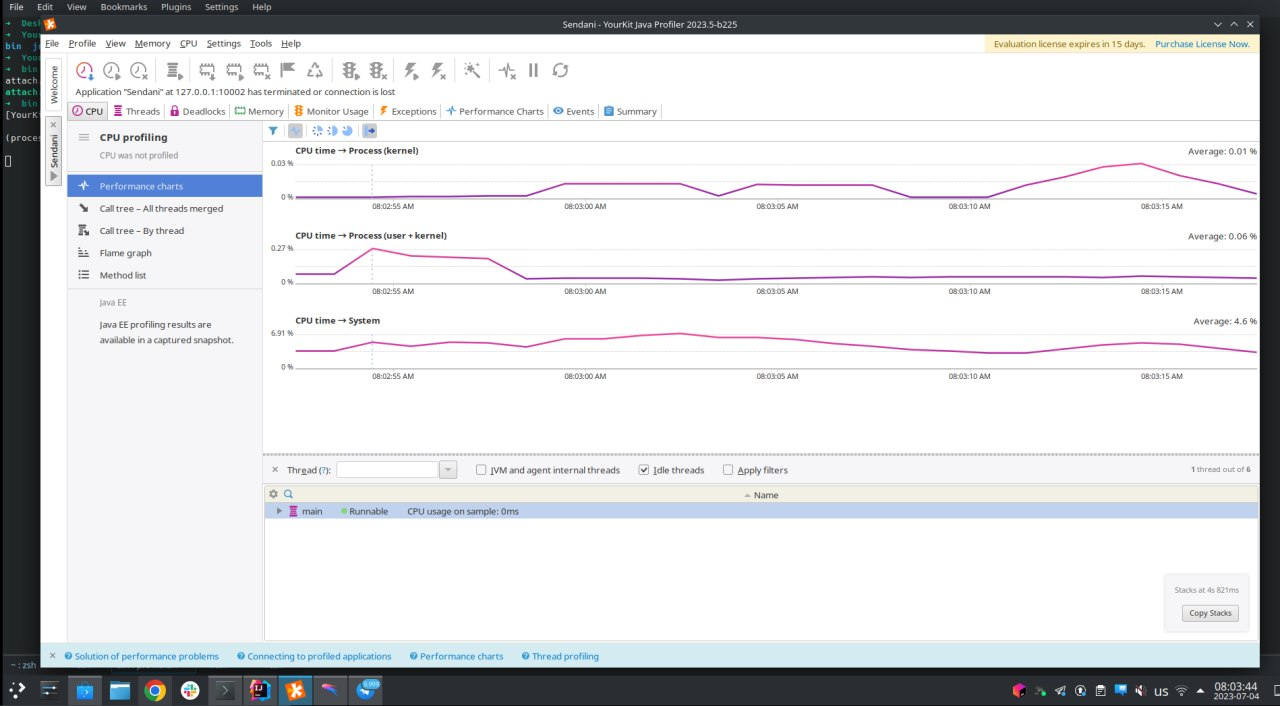 File Edit View Bookmarks Plugins Settings Help
Sendani - YourKit Java Profiler 2023.5-b225
File Profile View Memory CPU Settings Tools Help
Evaluation license expires in 15 days. Purchase License Now.
bin
attach.
attach.
bin
[YourKi
(proces
Welcome
Sendani
Application "Sendani" at 127.0.0.1:10002 has terminated or connection is lost
CPU Threads Deadlocks Memory Monitor Usage Exceptions Performance Charts Events Summary
CPU profiling
CPU was not profiled
Performance charts
Call tree – All threads merged
Call tree – By thread
Flame graph
Method list
Java EE
Java EE profiling results are
available in a captured snapshot.
CPU time → Process (kernel) Average: 0.01 %
0.03 %
0 %
08:02:55 AM 08:03:00 AM 08:03:05 AM 08:03:10 AM 08:03:15 AM
CPU time → Process (user + kernel) Average: 0.06 %
0.27 %
0 %
08:02:55 AM 08:03:00 AM 08:03:05 AM 08:03:10 AM 08:03:15 AM
CPU time → System Average: 4.6 %
6.91 %
0 %
08:02:55 AM 08:03:00 AM 08:03:05 AM 08:03:10 AM 08:03:15 AM
Thread (?): JVM and agent internal threads Idle threads Apply filters 1 thread out of 6
Name
main Runnable CPU usage on sample: 0ms
Stacks at 4s 821ms
Copy Stacks
Solution of performance problems Connecting to profiled applications Performance charts Thread profiling
~ : zsh
9,999
us
08:03:44
2023-07-04